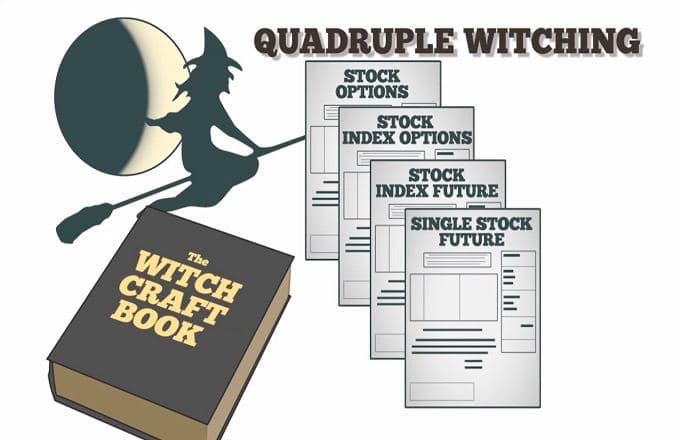 QUADRUPLE WITCHING
STOCK
OPTIONS
STOCK
INDEX OPTIONS
STOCK
INDEX FUTURE
SINGLE STOCK
FUTURE
The
WITCH
CRAFT
BOOK